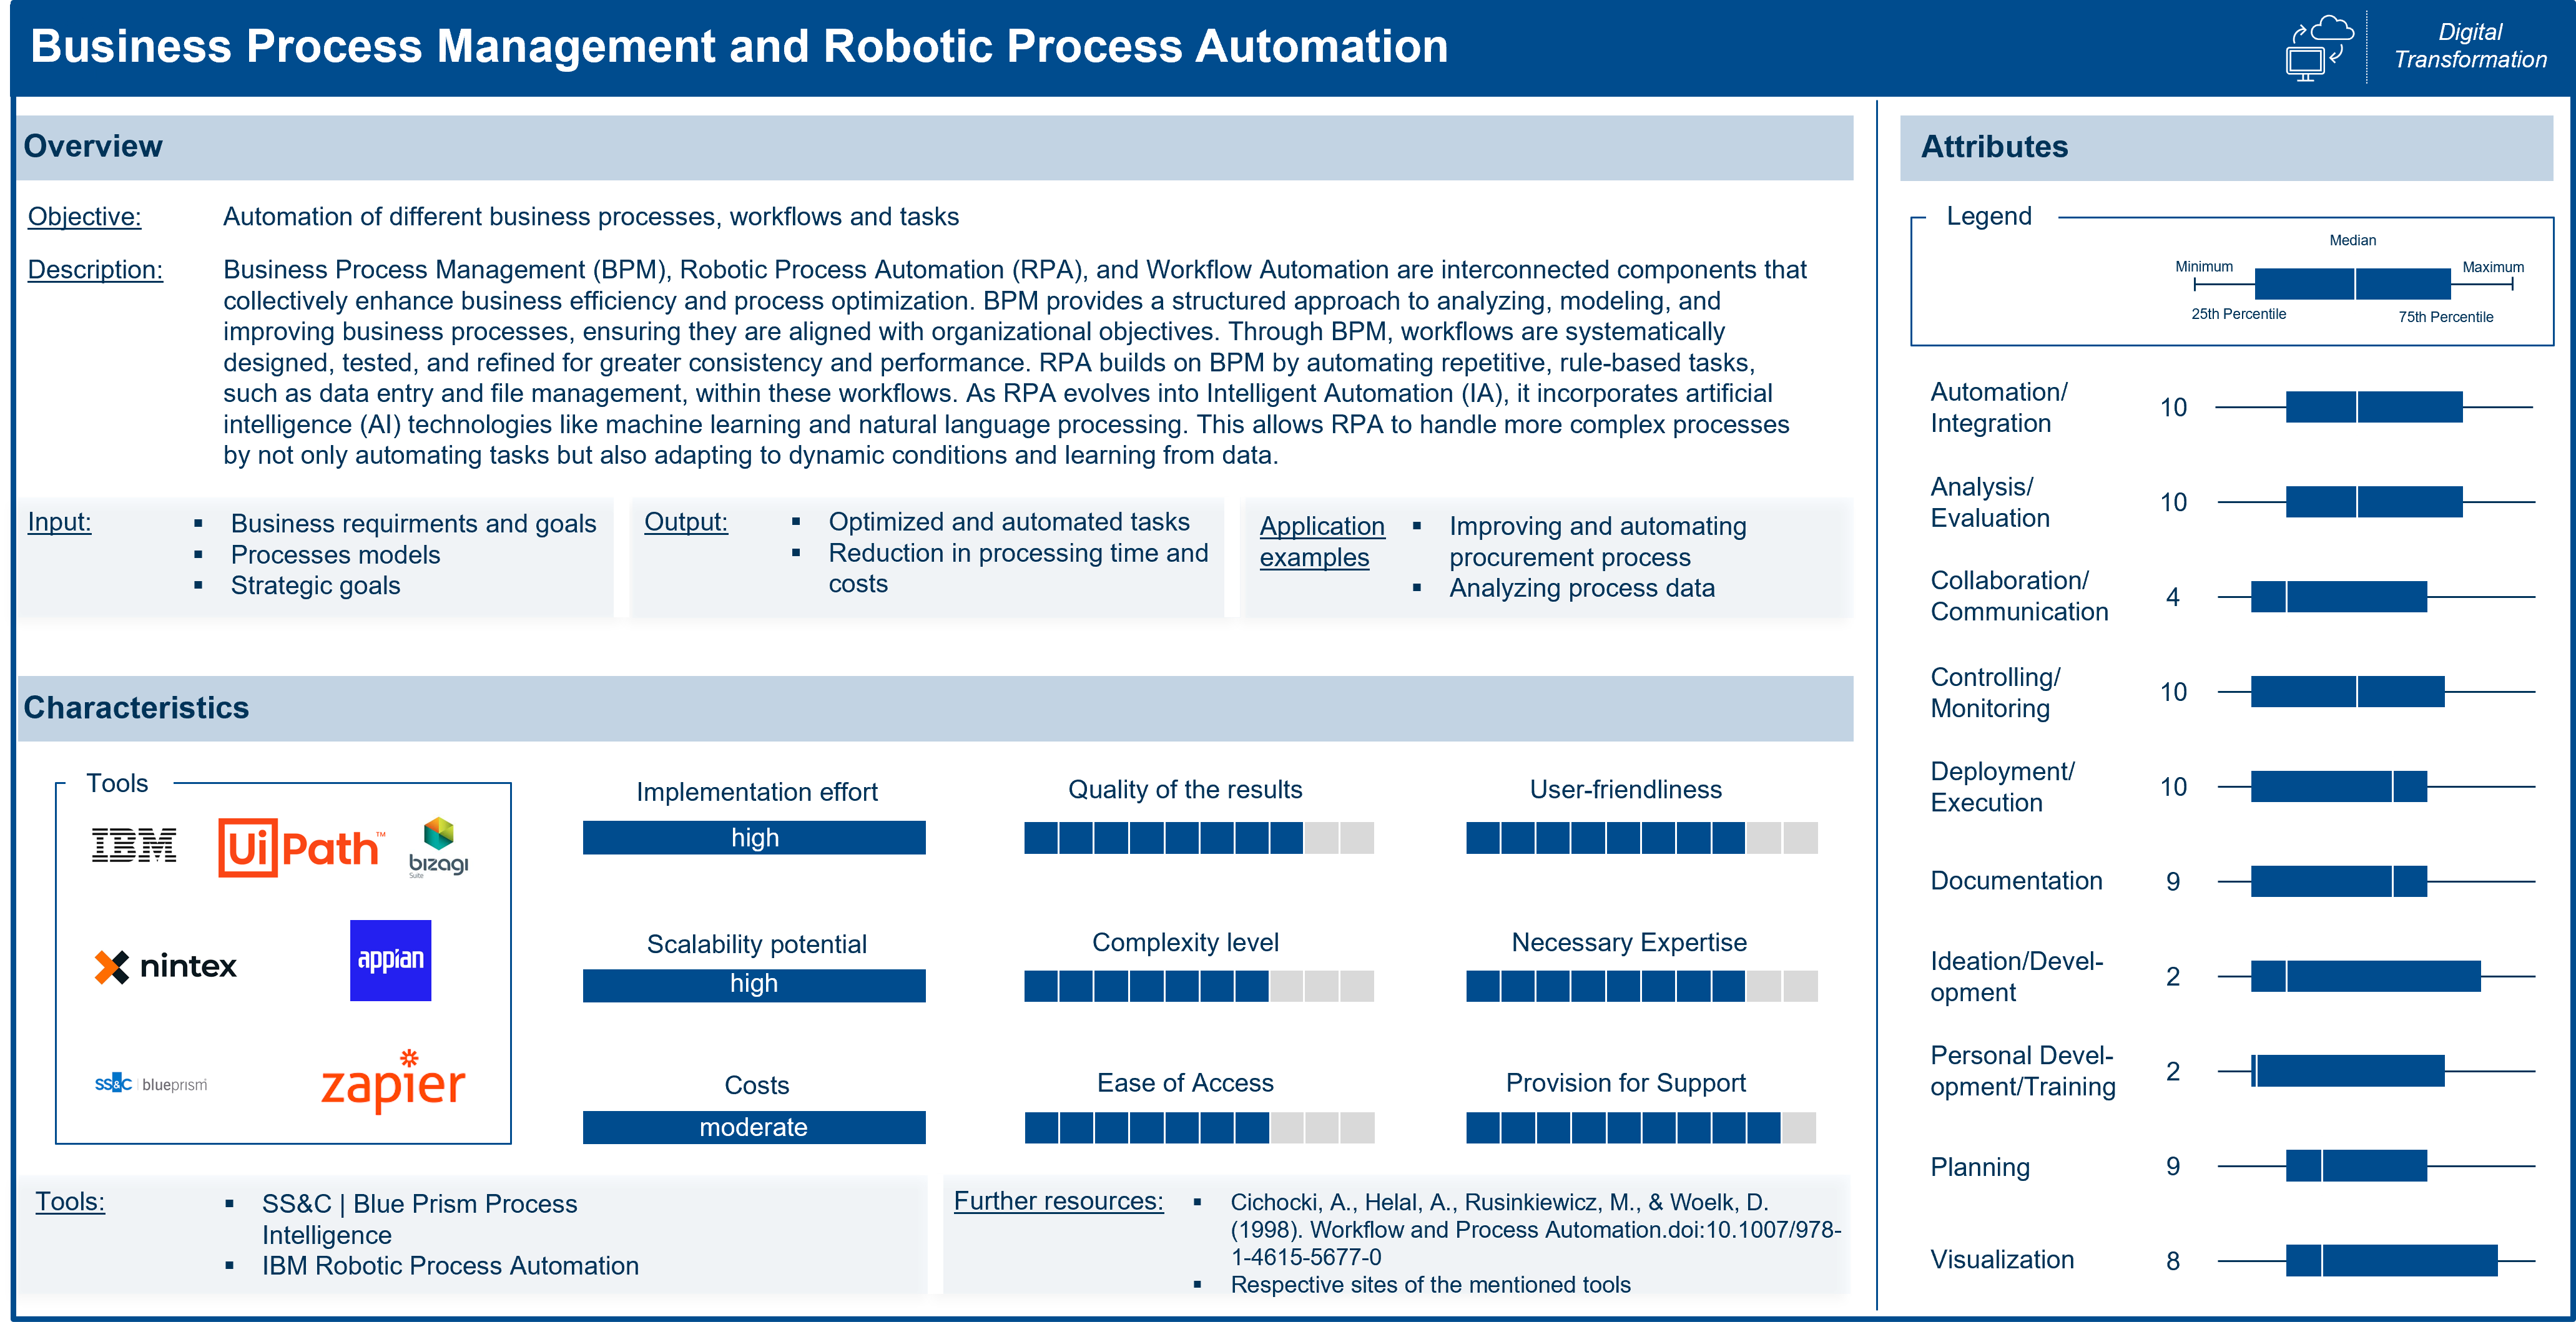 Business Process Management and Robotic Process Automation
Digital
Transformation
Overview
Objective:
Automation of different business processes, workflows and tasks
Description:
Business Process Management (BPM), Robotic Process Automation (RPA), and Workflow Automation are interconnected components that
collectively enhance business efficiency and process optimization. BPM provides a structured approach to analyzing, modeling, and
improving business processes, ensuring they are aligned with organizational objectives. Through BPM, workflows are systematically
designed, tested, and refined for greater consistency and performance. RPA builds on BPM by automating repetitive, rule-based tasks,
such as data entry and file management, within these workflows. As RPA evolves into Intelligent Automation (IA), it incorporates artificial
intelligence (AI) technologies like machine learning and natural language processing. This allows RPA to handle more complex processes
by not only automating tasks but also adapting to dynamic conditions and learning from data.
Input:
▪ Business requirments and goals
▪ Processes models
▪ Strategic goals
Output:
▪ Optimized and automated tasks
▪ Reduction in processing time and
costs
Application
examples
▪ Improving and automating
procurement process
▪ Analyzing process data
Characteristics
Tools
IBM
UiPath™
bizagi
Suite
nintex
appian
SS&C | blueprism
zapier
Implementation effort
high
Quality of the results
User-friendliness
Scalability potential
high
Complexity level
Necessary Expertise
Costs
moderate
Ease of Access
Provision for Support
Tools:
▪ SS&C | Blue Prism Process
Intelligence
▪ IBM Robotic Process Automation
Further resources:
▪ Cichocki, A., Helal, A., Rusinkiewicz, M., & Woelk, D.
(1998). Workflow and Process Automation.doi:10.1007/978-
1-4615-5677-0
▪ Respective sites of the mentioned tools
Attributes
Legend
Median
Minimum
Maximum
25th Percentile
75th Percentile
Automation/
Integration
10
Analysis/
Evaluation
10
Collaboration/
Communication
4
Controlling/
Monitoring
10
Deployment/
Execution
10
Documentation
9
Ideation/Devel-
opment
2
Personal Devel-
opment/Training
2
Planning
9
Visualization
8